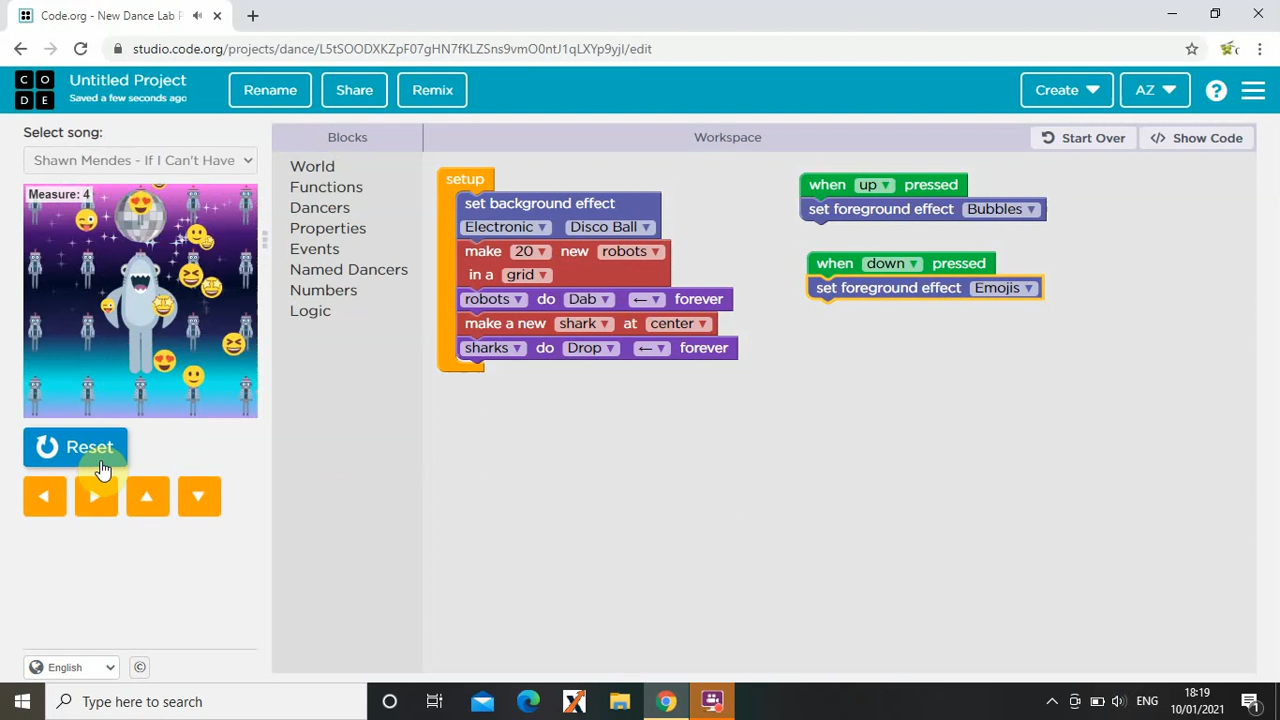 Code.org - New Dance Lab P
studio.code.org/projects/dance/L5tSOODXKZpF07gHN7fKLZSns9vmO0ntJ1qLXYp9yjI/edit
C O
D E
Untitled Project
Saved a few seconds ago
Rename
Share
Remix
Create
AZ
?
Select song:
Shawn Mendes - If I Can't Have
Measure: 4
Reset
Blocks
World
Functions
Dancers
Properties
Events
Named Dancers
Numbers
Logic
Workspace
Start Over
</> Show Code
setup
set background effect
Electronic Disco Ball
make 20 new robots
in a grid
robots do Dab ← forever
make a new shark at center
sharks do Drop ← forever
when up pressed
set foreground effect Bubbles
when down pressed
set foreground effect Emojis
English
©
Type here to search
ENG
18:19
10/01/2021
1